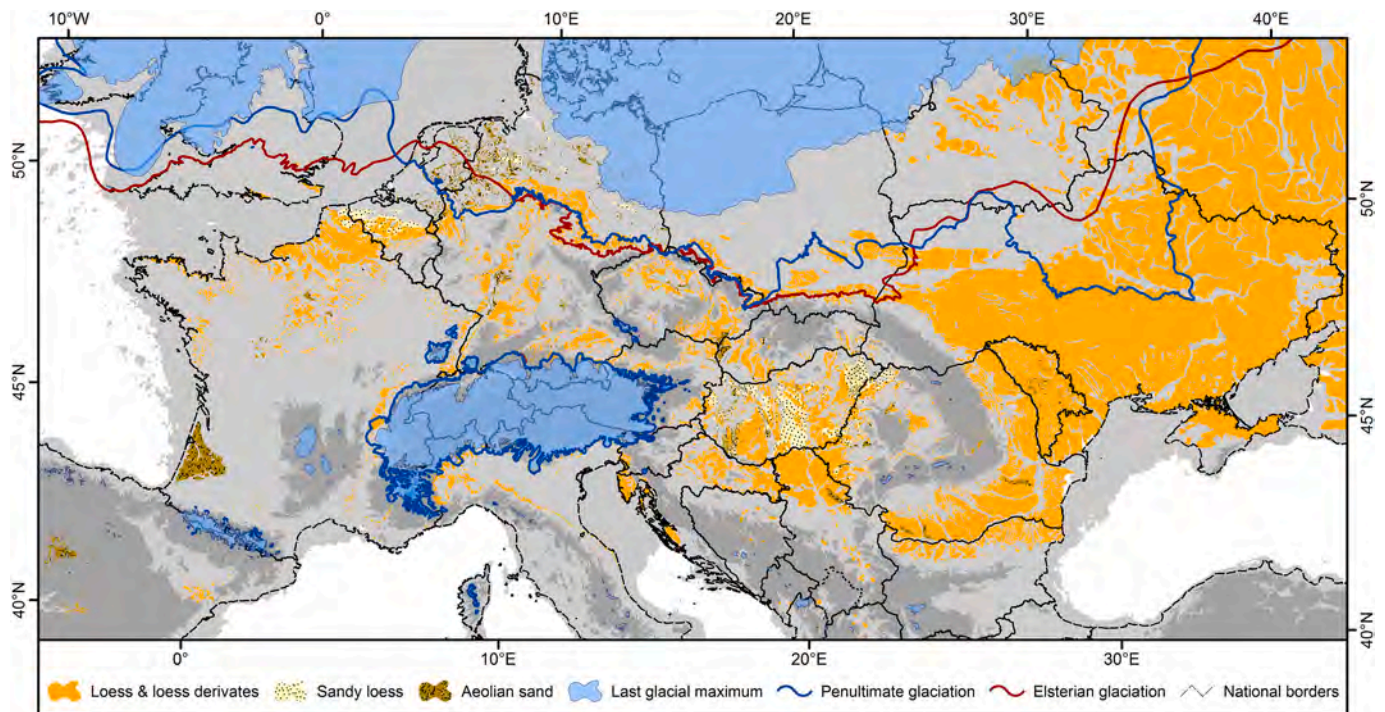 10°W 0° 10°E 20°E 30°E 40°E
50°N 50°N
45°N 45°N
40°N 40°N
0° 10°E 20°E 30°E
Loess & loess derivates Sandy loess Aeolian sand Last glacial maximum Penultimate glaciation Elsterian glaciation National borders